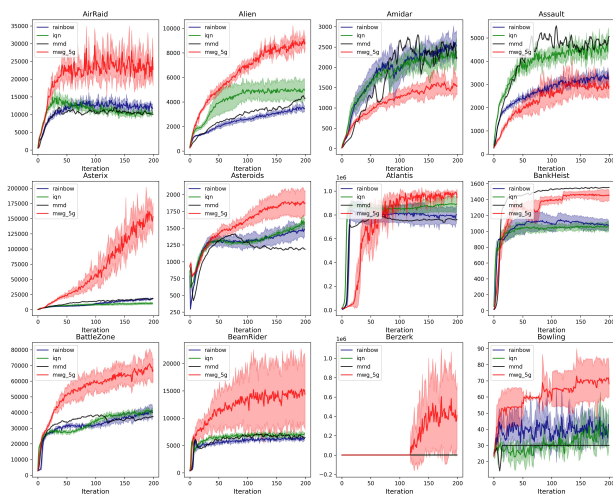 AirRaid
35000
30000
25000
20000
15000
10000
5000
0
0 50 100 150 200
Iteration
rainbow
iqn
mmd
mwg_5g
Alien
10000
8000
6000
4000
2000
0
0 50 100 150 200
Iteration
rainbow
iqn
mmd
mwg_5g
Amidar
3000
2500
2000
1500
1000
500
0
0 50 100 150 200
Iteration
rainbow
iqn
mmd
mwg_5g
Assault
5000
4000
3000
2000
1000
0 50 100 150 200
Iteration
rainbow
iqn
mmd
mwg_5g
Asterix
200000
175000
150000
125000
100000
75000
50000
25000
0
0 50 100 150 200
Iteration
rainbow
iqn
mmd
mwg_5g
Asteroids
2000
1750
1500
1250
1000
750
500
250
0 50 100 150 200
Iteration
rainbow
iqn
mmd
mwg_5g
Atlantis
1e6
1.0
0.8
0.6
0.4
0.2
0.0
0 50 100 150 200
Iteration
rainbow
iqn
mmd
mwg_5g
BankHeist
1600
1400
1200
1000
800
600
400
200
0
0 50 100 150 200
Iteration
rainbow
iqn
mmd
mwg_5g
BattleZone
80000
70000
60000
50000
40000
30000
20000
10000
0
0 50 100 150 200
Iteration
rainbow
iqn
mmd
mwg_5g
BeamRider
20000
15000
10000
5000
0
0 50 100 150 200
Iteration
rainbow
iqn
mmd
mwg_5g
Berzerk
1e6
1.0
0.8
0.6
0.4
0.2
0.0
−0.2
0 50 100 150 200
Iteration
rainbow
iqn
mmd
mwg_5g
Bowling
90
80
70
60
50
40
30
20
10
0 50 100 150 200
Iteration
rainbow
iqn
mmd
mwg_5g